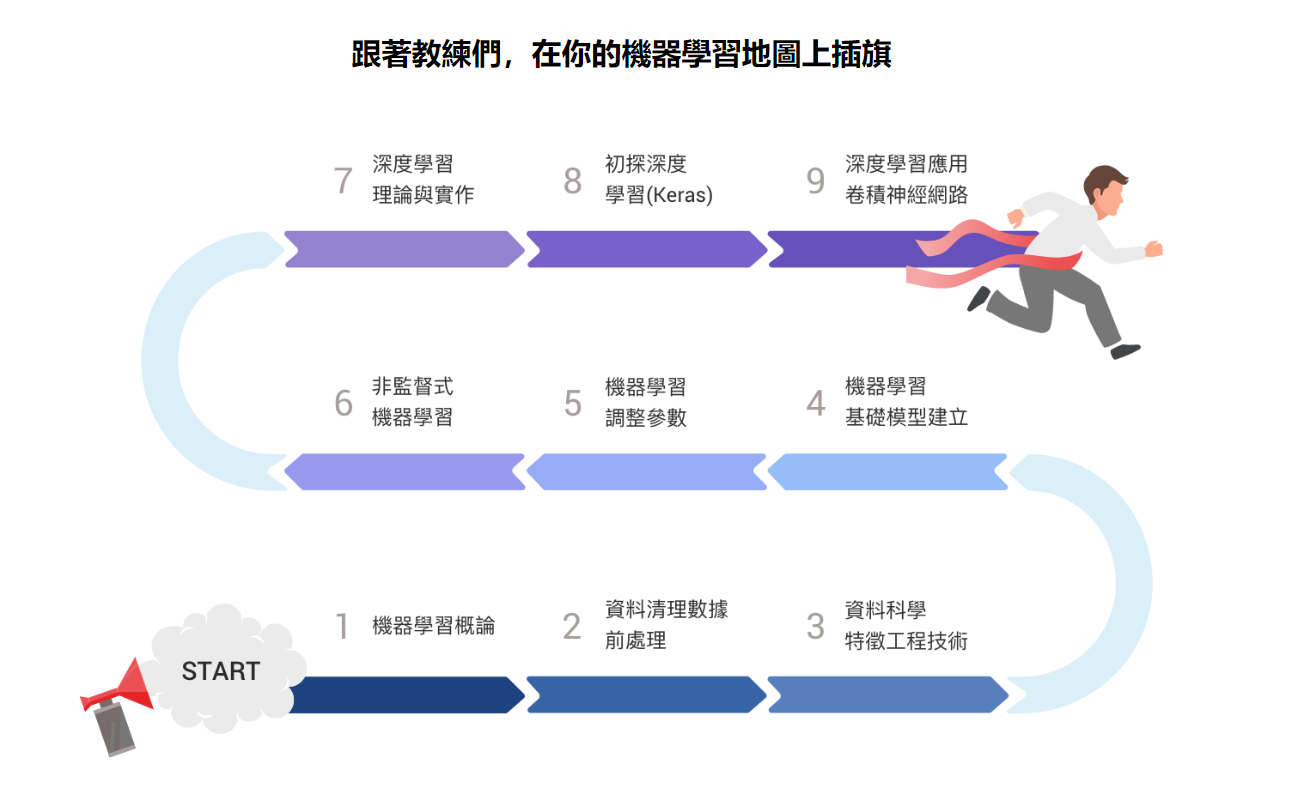 跟著教練們，在你的機器學習地圖上插旗
7
深度學習
理論與實作
8
初探深度
學習(Keras)
9
深度學習應用
卷積神經網路
6
非監督式
機器學習
5
機器學習
調整參數
4
機器學習
基礎模型建立
START
1
機器學習概論
2
資料清理數據
前處理
3
資料科學
特徵工程技術